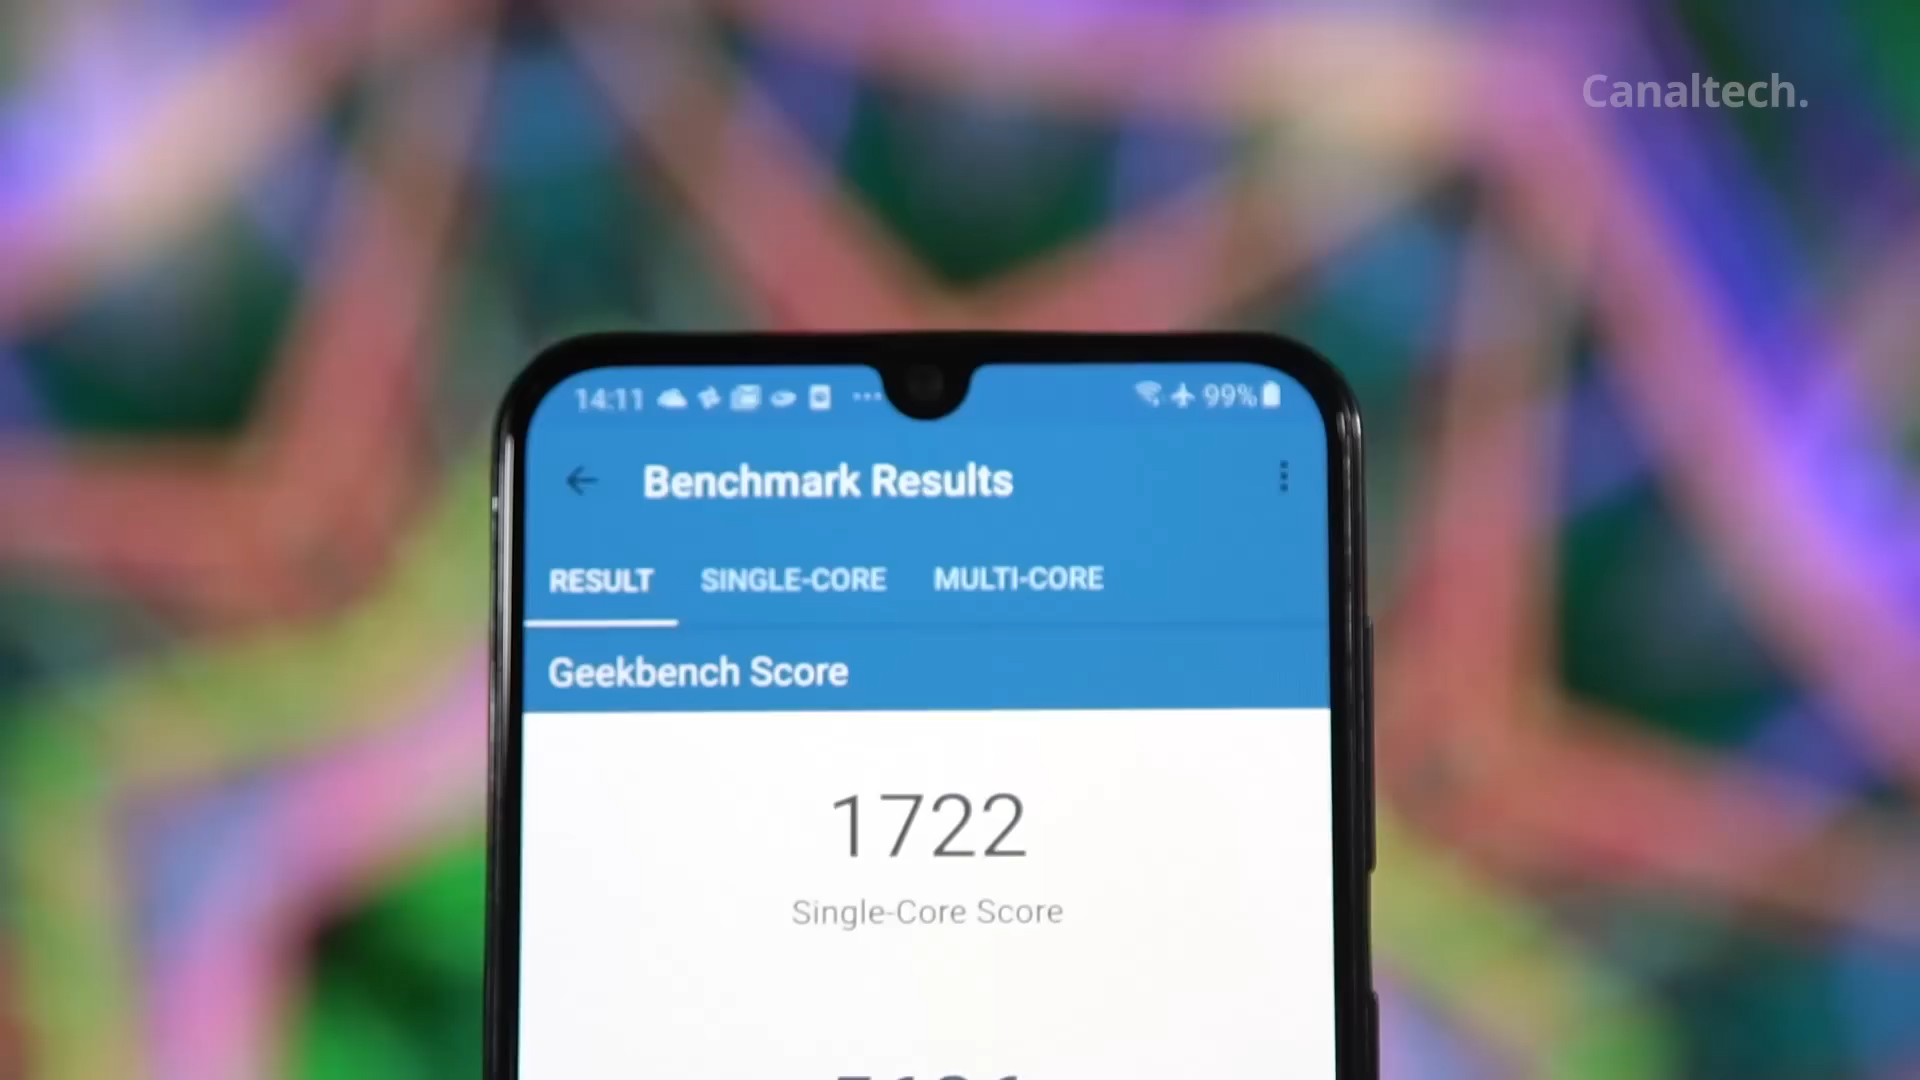 Canaltech.
14:11 99%
Benchmark Results
RESULT SINGLE-CORE MULTI-CORE
Geekbench Score
1722
Single-Core Score